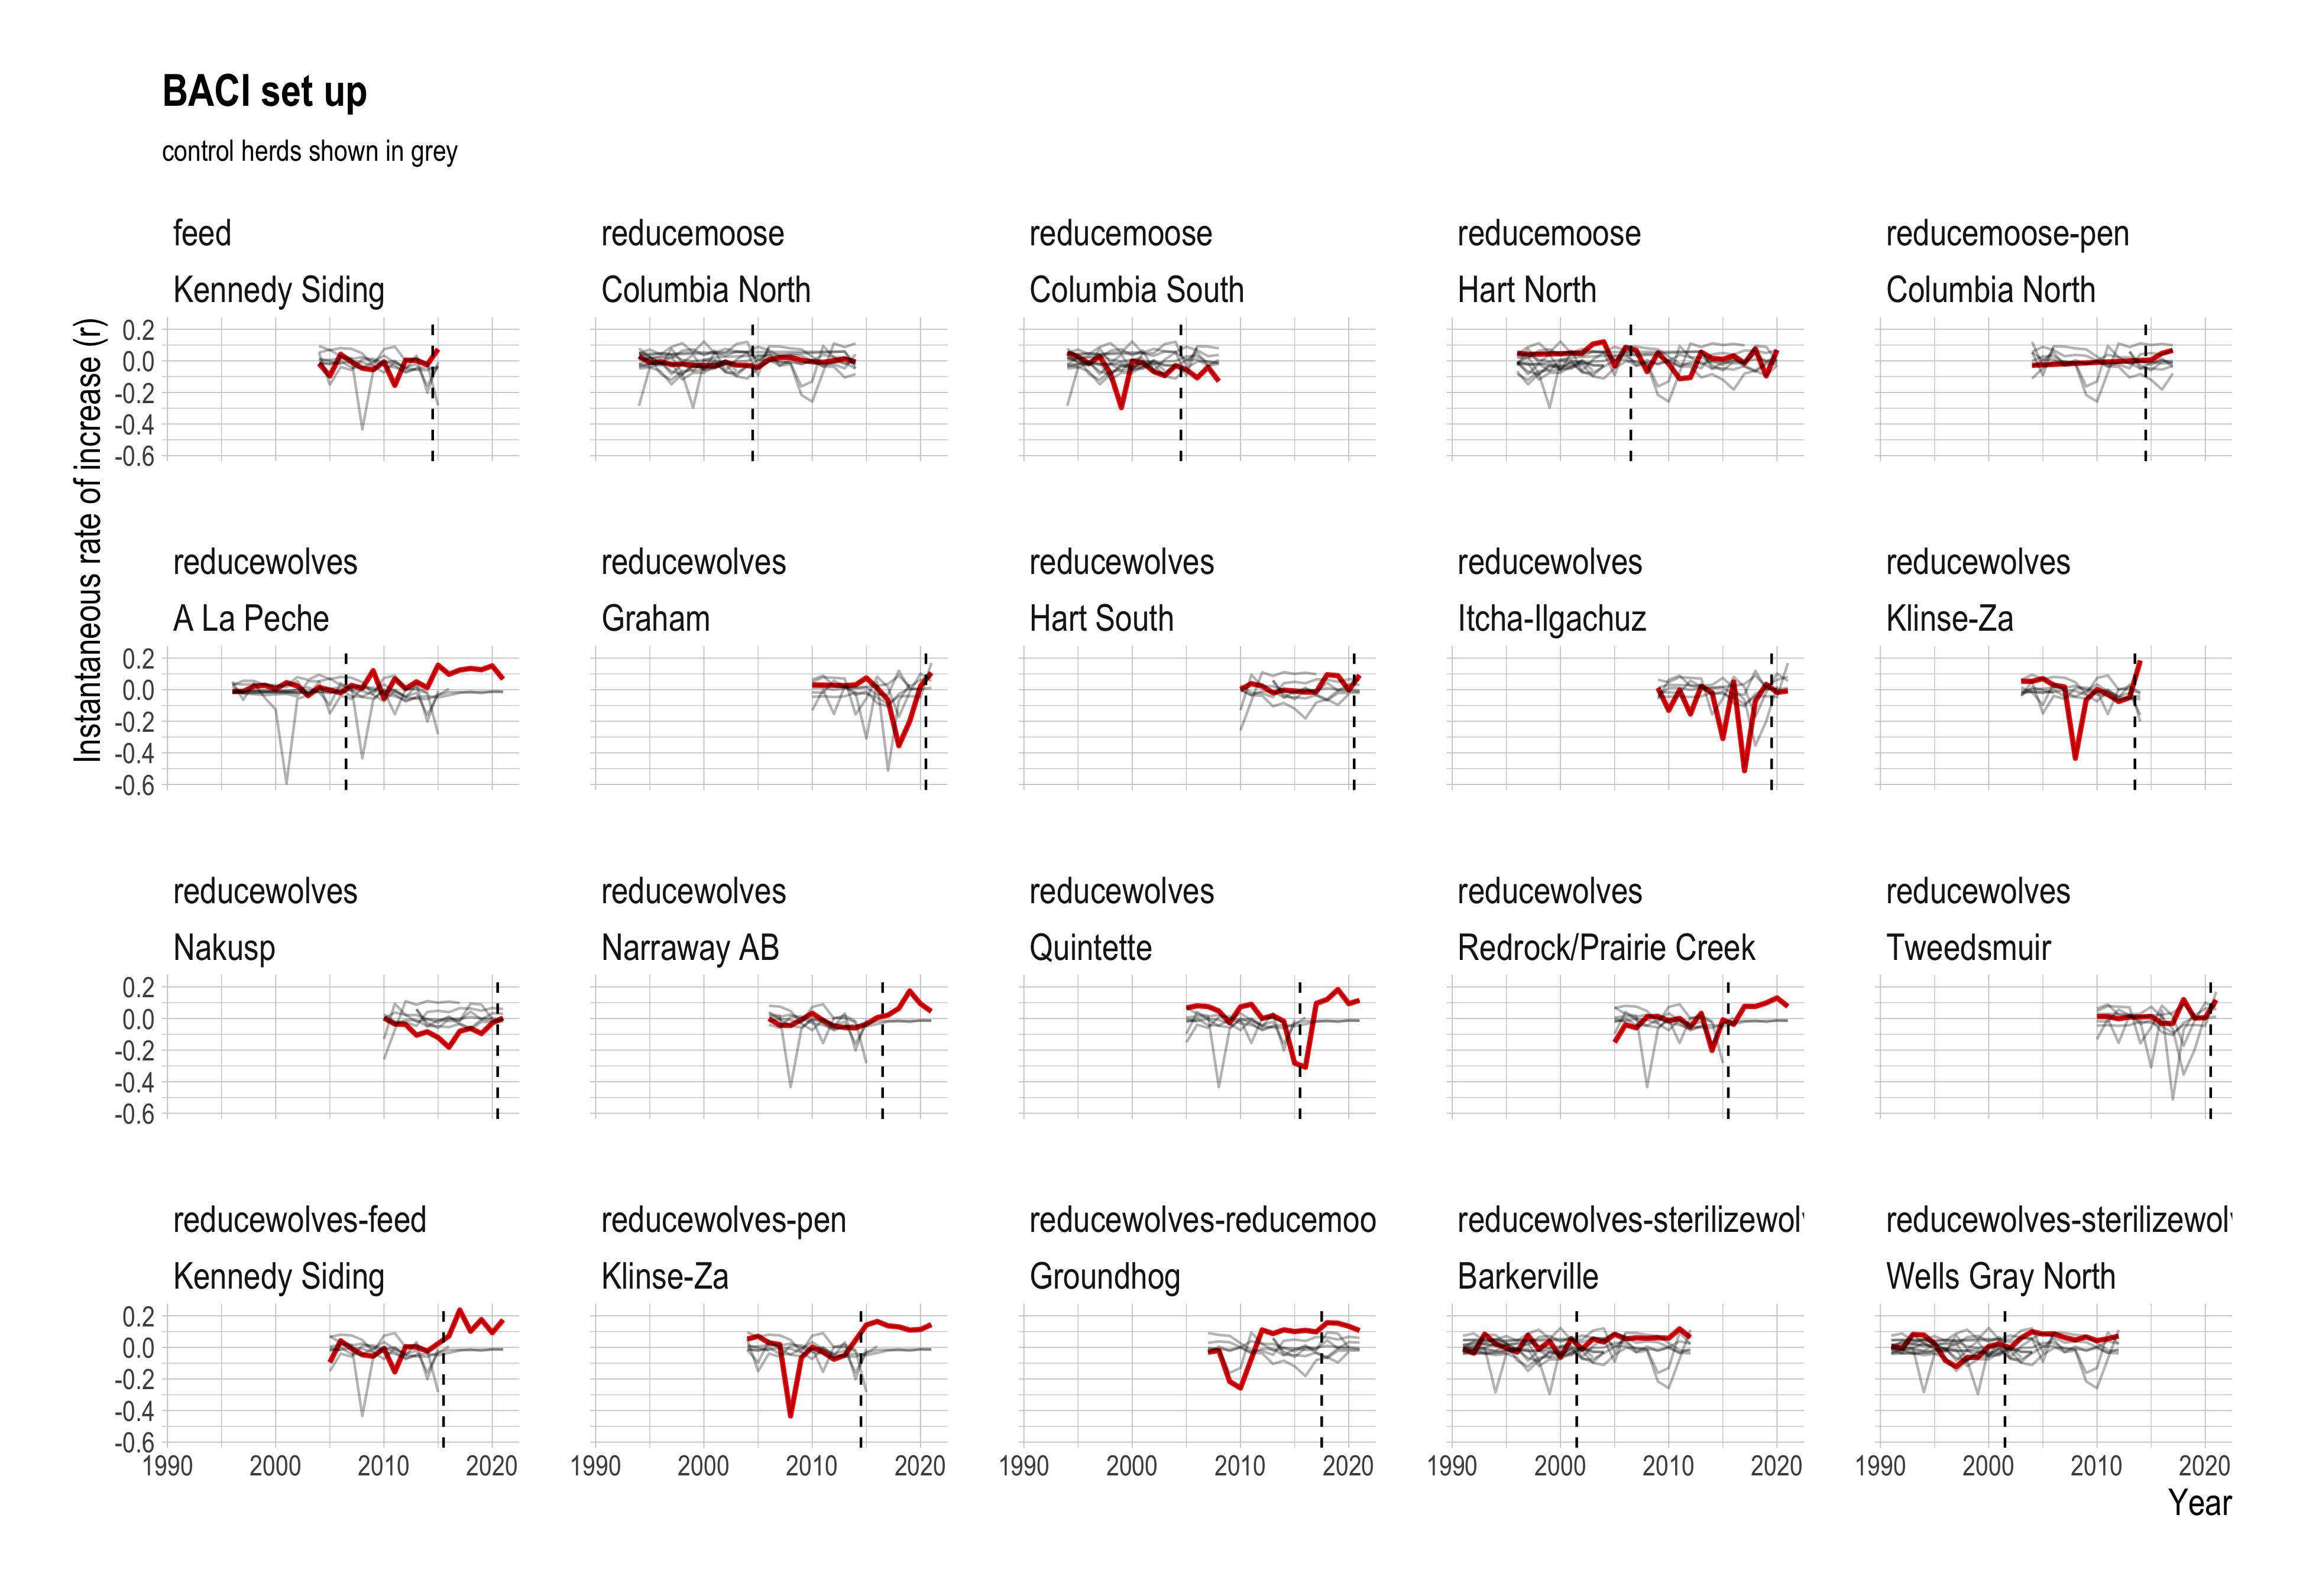 BACI set up
control herds shown in grey
Instantaneous rate of increase (r)
feed
Kennedy Siding
reducemoose
Columbia North
reducemoose
Columbia South
reducemoose
Hart North
reducemoose-pen
Columbia North
0.2
0.0
-0.2
-0.4
-0.6
reducewolves
A La Peche
reducewolves
Graham
reducewolves
Hart South
reducewolves
Itcha-Ilgachuz
reducewolves
Klinse-Za
0.2
0.0
-0.2
-0.4
-0.6
reducewolves
Nakusp
reducewolves
Narraway AB
reducewolves
Quintette
reducewolves
Redrock/Prairie Creek
reducewolves
Tweedsmuir
0.2
0.0
-0.2
-0.4
-0.6
reducewolves-feed
Kennedy Siding
reducewolves-pen
Klinse-Za
reducewolves-reducemoo
Groundhog
reducewolves-sterilizewol
Barkerville
reducewolves-sterilizewol
Wells Gray North
0.2
0.0
-0.2
-0.4
-0.6
1990 2000 2010 2020
1990 2000 2010 2020
1990 2000 2010 2020
1990 2000 2010 2020
1990 2000 2010 2020
Year